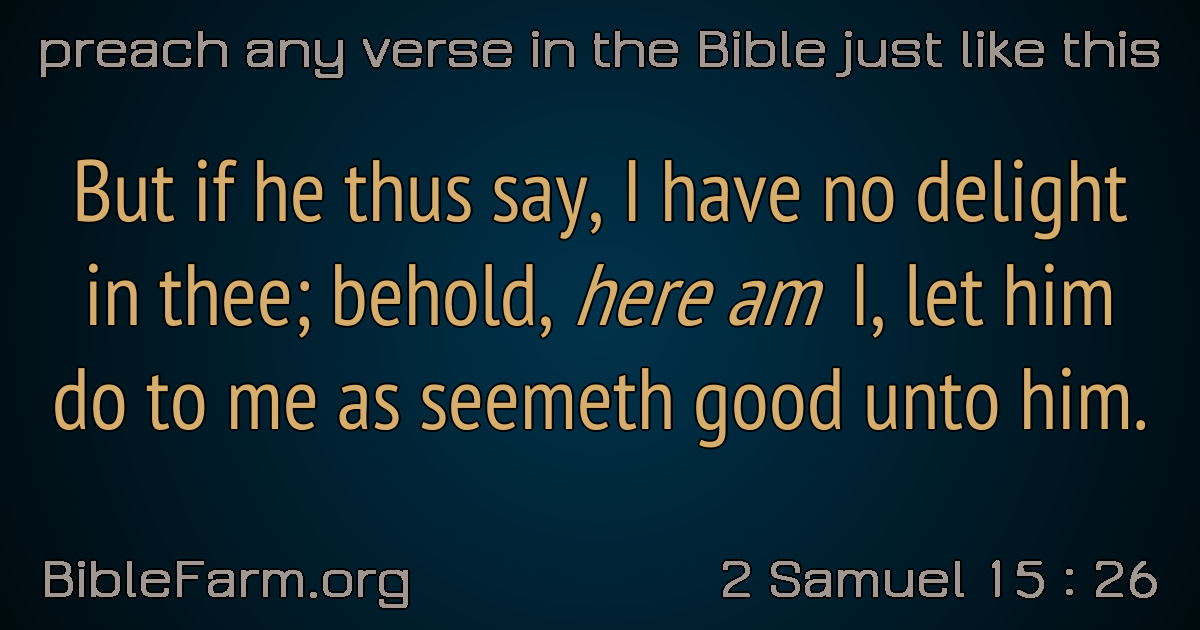 preach any verse in the Bible just like this
But if he thus say, I have no delight
in thee; behold, here am I, let him
do to me as seemeth good unto him.
BibleFarm.org
2 Samuel 15 : 26